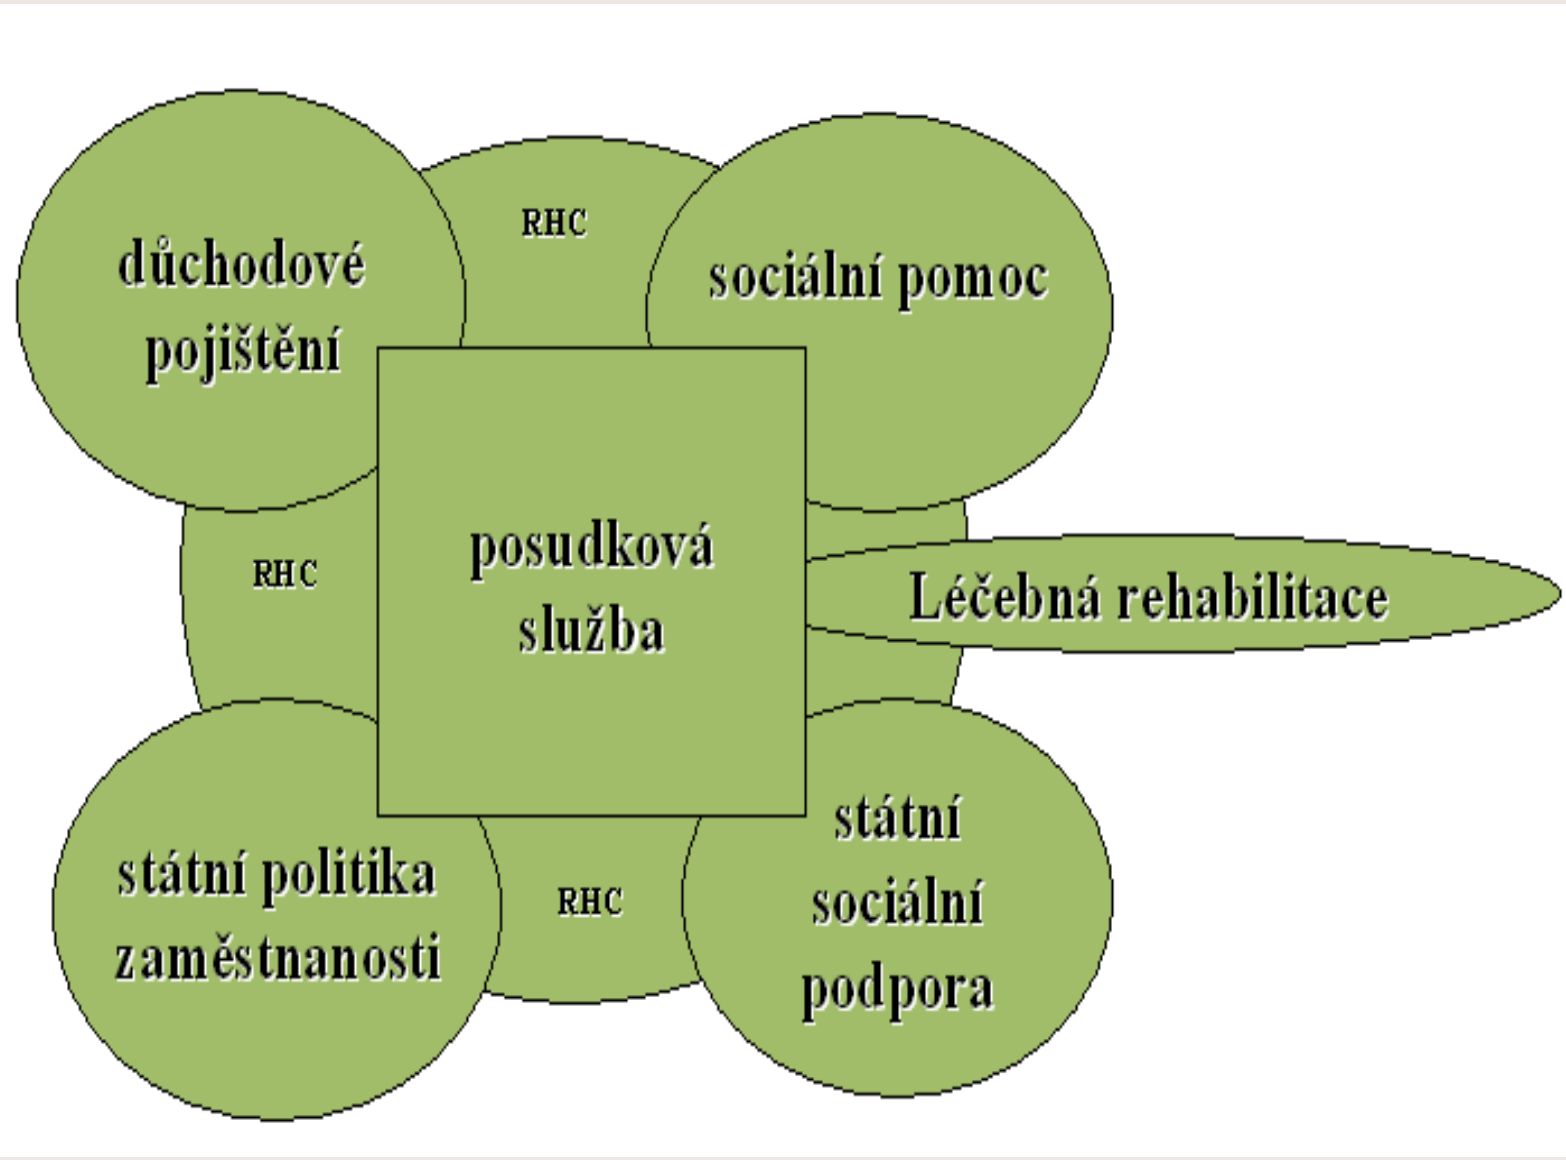 RHC
důchodové
pojištění
sociální pomoc
RHC
posudková
služba
Léčebná rehabilitace
státní politika
zaměstnanosti
RHC
státní
sociální
podpora